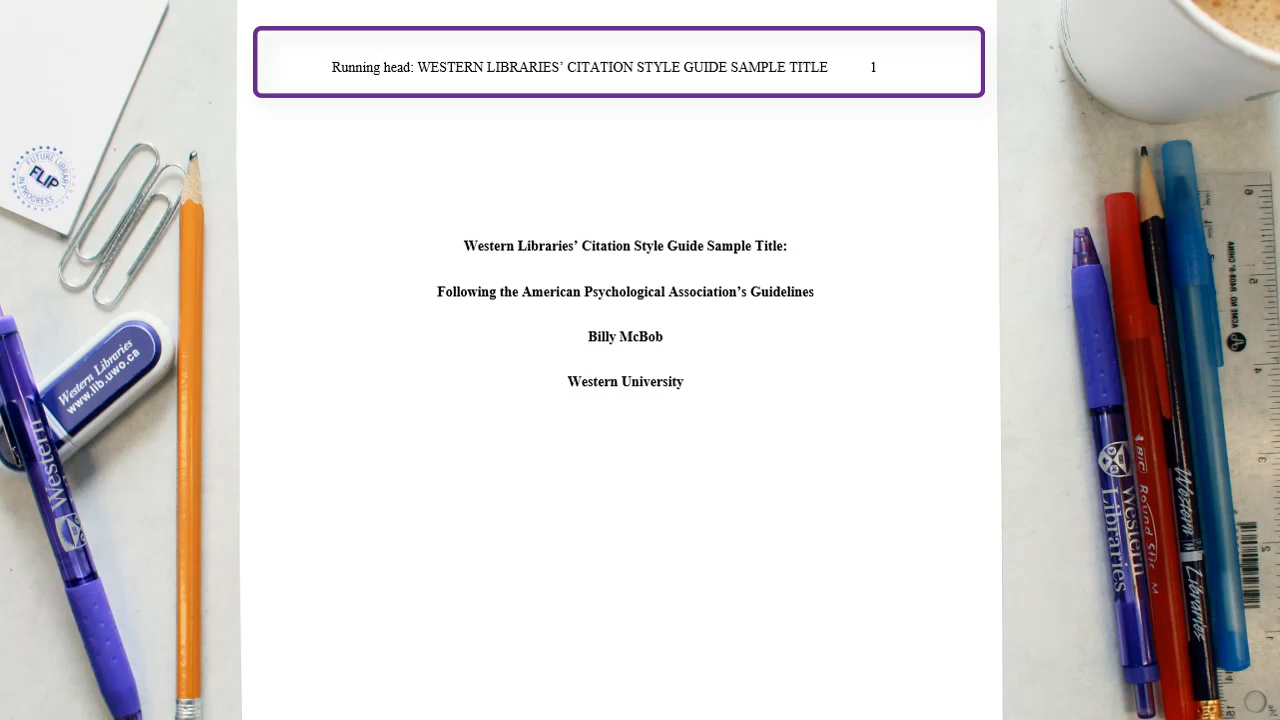 Running head: WESTERN LIBRARIES’ CITATION STYLE GUIDE SAMPLE TITLE 1
Western Libraries’ Citation Style Guide Sample Title:
Following the American Psychological Association’s Guidelines
Billy McBob
Western University
FUTURE LIBRARY
FLIP
IN PROGRESS
Western Libraries
www.lib.uwo.ca
Western
Western
Libraries
BIC Round Stic M
Western Libraries